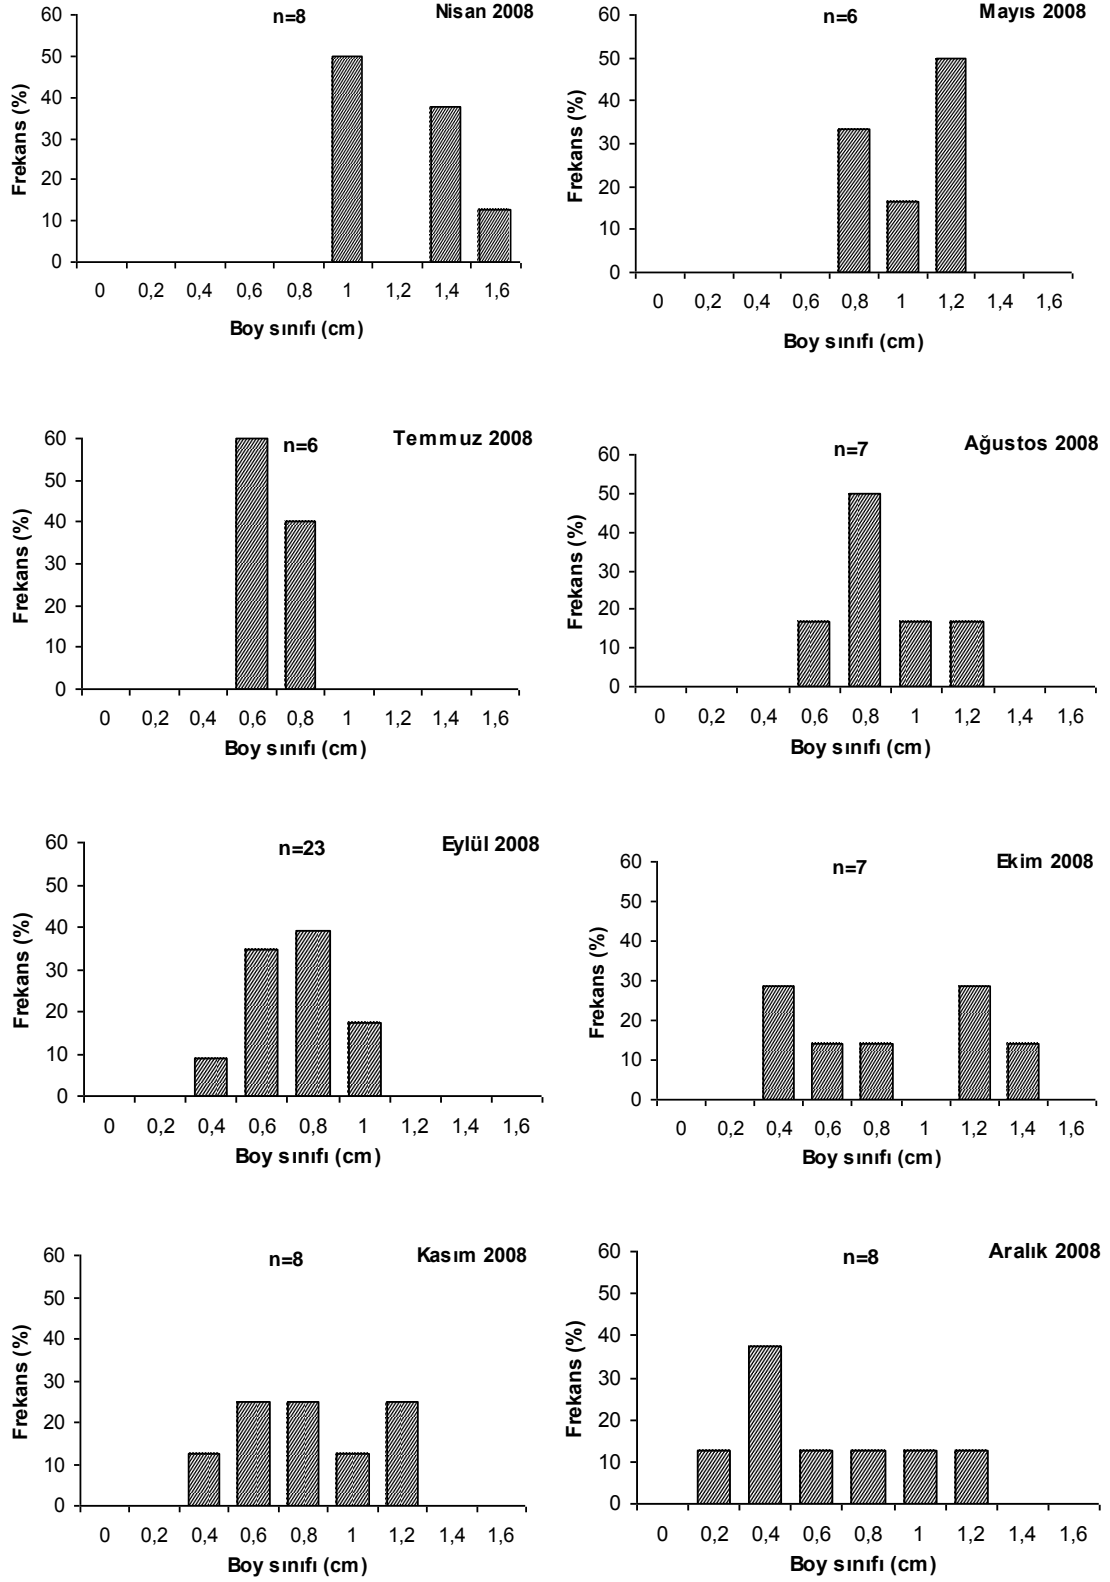 Nisan 2008
n=8
Frekans (%)
60
50
40
30
20
10
0
0 0,2 0,4 0,6 0,8 1 1,2 1,4 1,6
Boy sınıfı (cm)
Mayıs 2008
n=6
Frekans (%)
60
50
40
30
20
10
0
0 0,2 0,4 0,6 0,8 1 1,2 1,4 1,6
Boy sınıfı (cm)
Temmuz 2008
n=6
Frekans (%)
60
50
40
30
20
10
0
0 0,2 0,4 0,6 0,8 1 1,2 1,4 1,6
Boy sınıfı (cm)
Ağustos 2008
n=7
Frekans (%)
60
50
40
30
20
10
0
0 0,2 0,4 0,6 0,8 1 1,2 1,4 1,6
Boy sınıfı (cm)
Eylül 2008
n=23
Frekans (%)
60
50
40
30
20
10
0
0 0,2 0,4 0,6 0,8 1 1,2 1,4 1,6
Boy sınıfı (cm)
Ekim 2008
n=7
Frekans (%)
60
50
40
30
20
10
0
0 0,2 0,4 0,6 0,8 1 1,2 1,4 1,6
Boy sınıfı (cm)
Kasım 2008
n=8
Frekans (%)
60
50
40
30
20
10
0
0 0,2 0,4 0,6 0,8 1 1,2 1,4 1,6
Boy sınıfı (cm)
Aralık 2008
n=8
Frekans (%)
60
50
40
30
20
10
0
0 0,2 0,4 0,6 0,8 1 1,2 1,4 1,6
Boy sınıfı (cm)